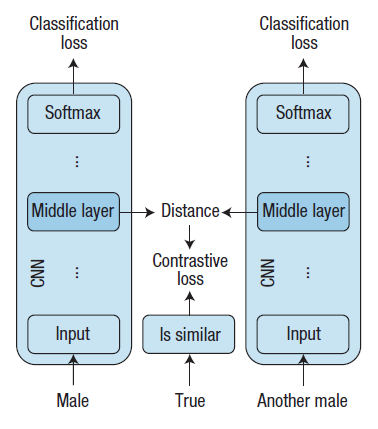 Classification
loss
Softmax
...
Middle layer
CNN
...
Input
Male
Distance
Contrastive
loss
Is similar
True
Classification
loss
Softmax
...
Middle layer
CNN
...
Input
Another male